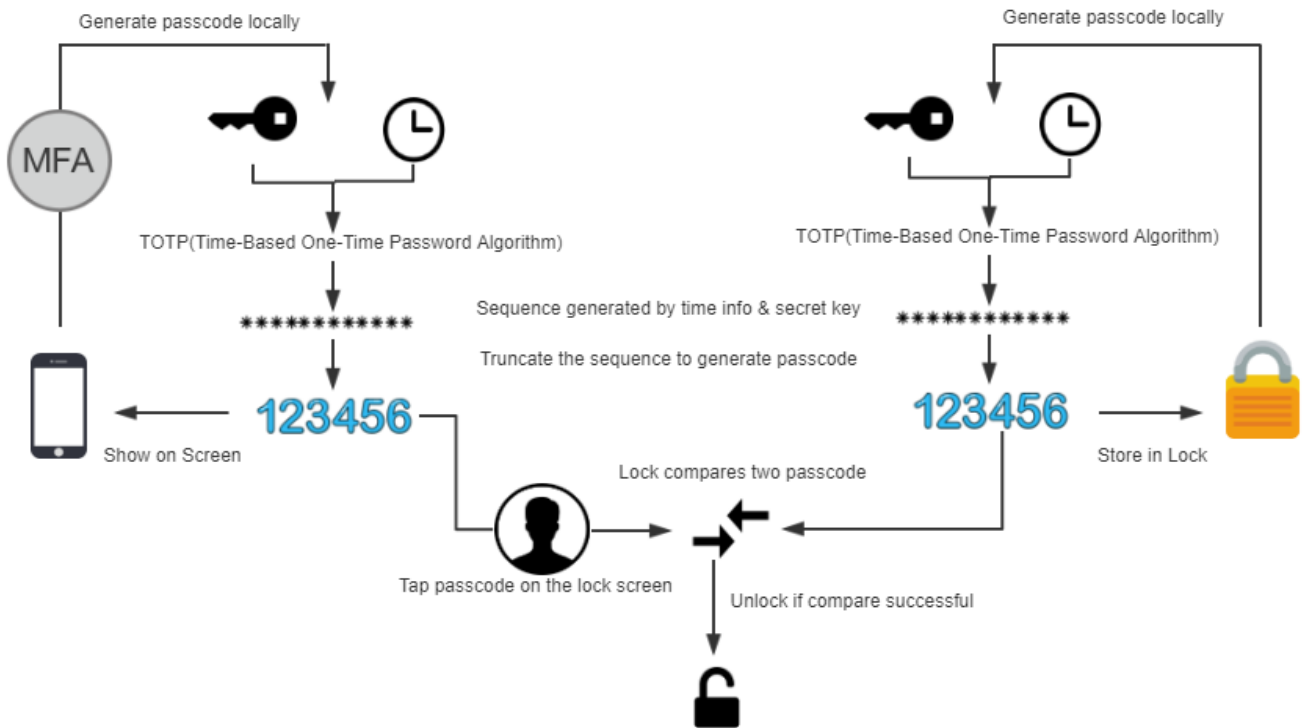 Generate passcode locally
Generate passcode locally
MFA
TOTP(Time-Based One-Time Password Algorithm)
TOTP(Time-Based One-Time Password Algorithm)
************
Sequence generated by time info & secret key
************
Truncate the sequence to generate passcode
123456
123456
Show on Screen
Store in Lock
Lock compares two passcode
Tap passcode on the lock screen
Unlock if compare successful